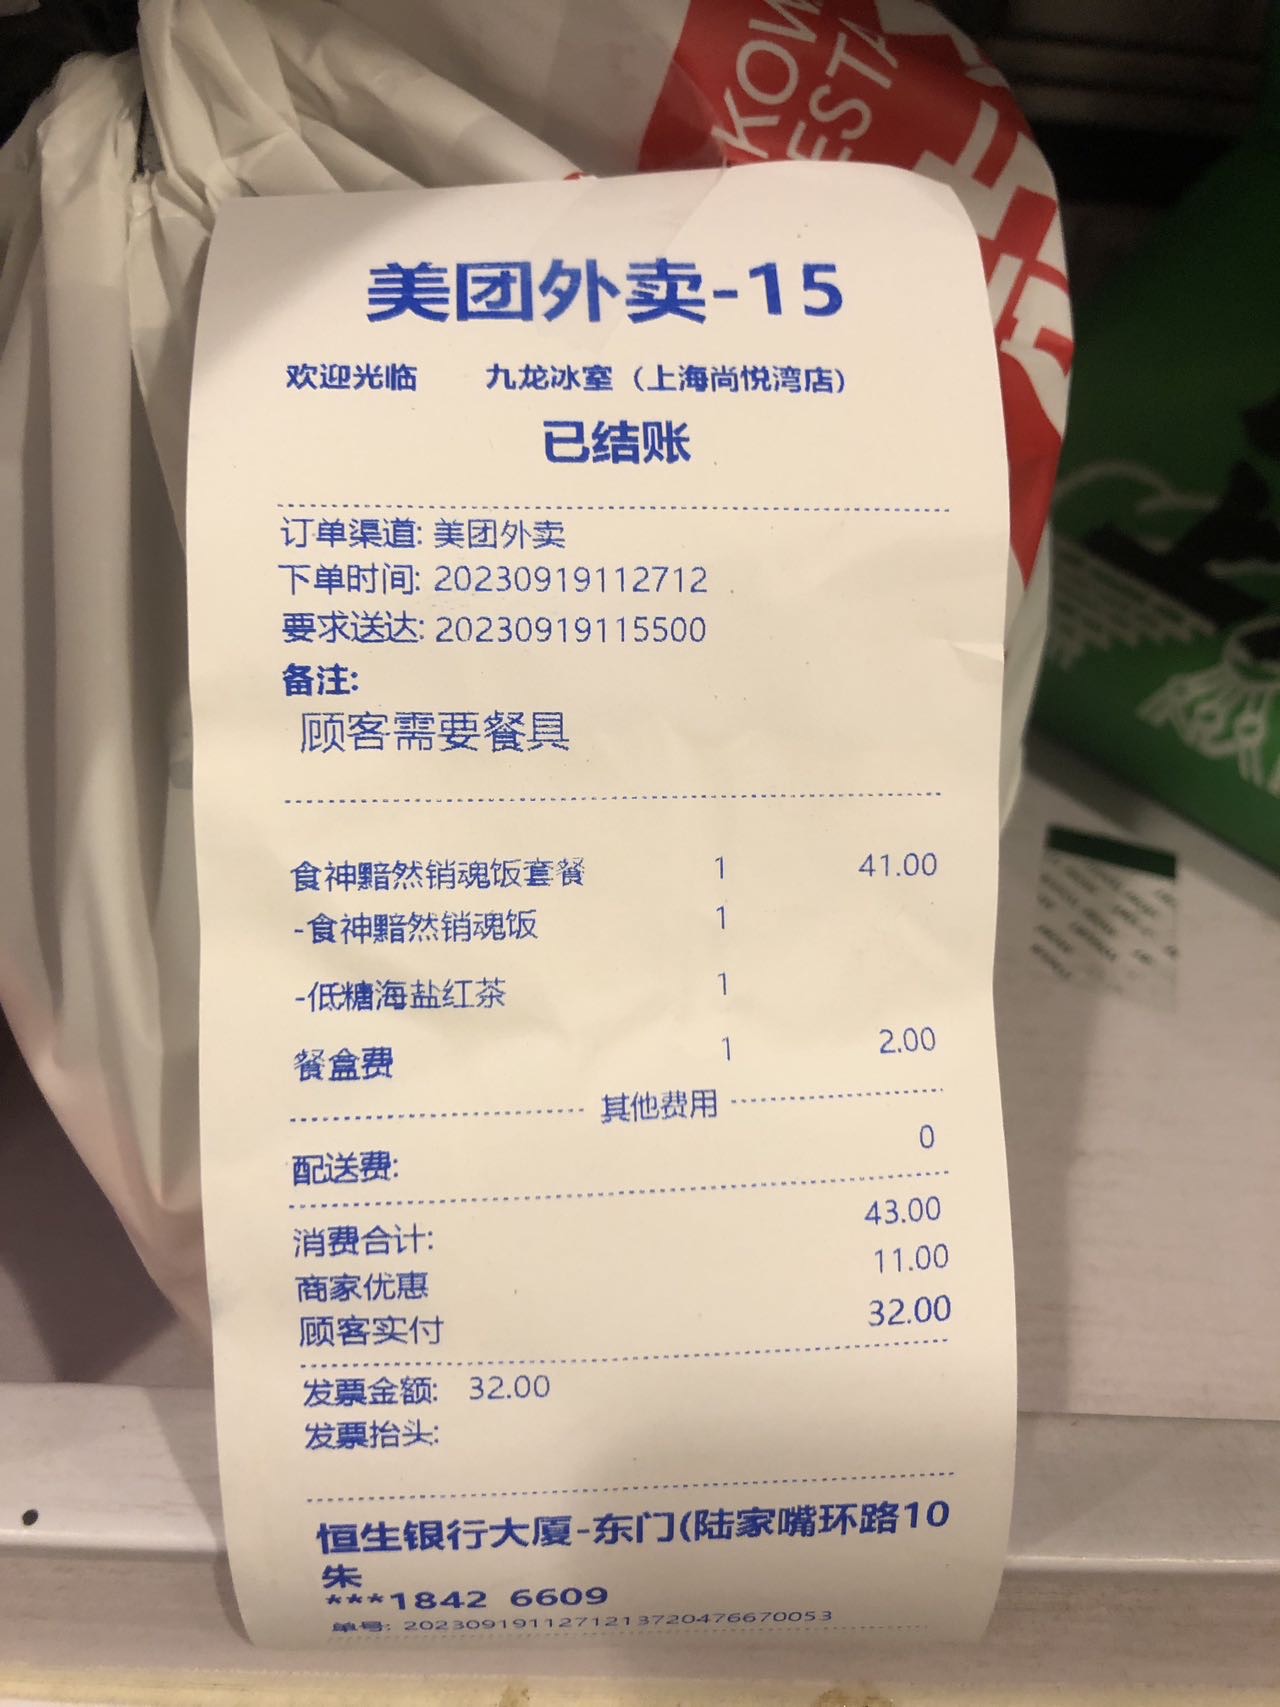 KOW
ESTA
美团外卖-15
欢迎光临 九龙冰室（上海尚悦湾店）
已结账
订单渠道: 美团外卖
下单时间: 20230919112712
要求送达: 20230919115500
备注:
顾客需要餐具
食神黯然销魂饭套餐 1 41.00
-食神黯然销魂饭 1
-低糖海盐红茶 1
餐盒费 1 2.00
其他费用
配送费: 0
消费合计: 43.00
商家优惠 11.00
顾客实付 32.00
发票金额: 32.00
发票抬头:
恒生银行大厦-东门(陆家嘴环路10
朱
***1842 6609
单号: 2023091911271213720476670053